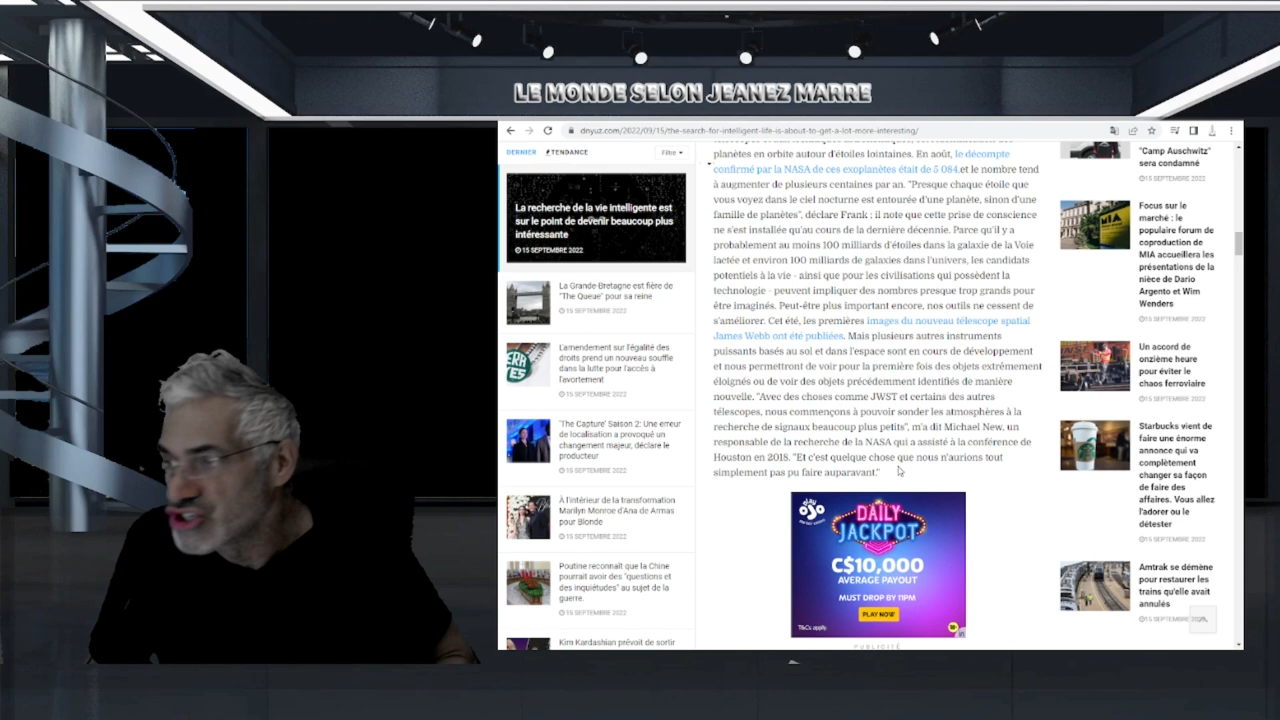 LE MONDE SELON JEANEZ MARRE
dnyuz.com/2022/09/15/the-search-for-intelligent-life-is-about-to-get-a-lot-more-interesting/
DERNIER
TENDANCE
Filtre
La recherche de la vie intelligente est
sur le point de devenir beaucoup plus
intéressante
15 SEPTEMBRE 2022
La Grande-Bretagne est fière de
"The Queue" pour sa reine
15 SEPTEMBRE 2022
L'amendement sur l'égalité des
droits prend un nouveau souffle
dans la lutte pour l'accès à
l'avortement
15 SEPTEMBRE 2022
'The Capture' Saison 2: Une erreur
de localisation a provoqué un
changement majeur, déclare le
producteur
15 SEPTEMBRE 2022
À l'intérieur de la transformation
Marilyn Monroe d'Ana de Armas
pour Blonde
15 SEPTEMBRE 2022
Poutine reconnaît que la Chine
pourrait avoir des "questions et
des inquiétudes" au sujet de la
guerre.
15 SEPTEMBRE 2022
Kim Kardashian prévoit de sortir
planètes en orbite autour d'étoiles lointaines. En août, le décompte
confirmé par la NASA de ces exoplanètes était de 5 084,et le nombre tend
à augmenter de plusieurs centaines par an. "Presque chaque étoile que
vous voyez dans le ciel nocturne est entourée d'une planète, sinon d'une
famille de planètes", déclare Frank ; il note que cette prise de conscience
ne s'est installée qu'au cours de la dernière décennie. Parce qu'il y a
probablement au moins 100 milliards d'étoiles dans la galaxie de la Voie
lactée et environ 100 milliards de galaxies dans l'univers, les candidats
potentiels à la vie - ainsi que pour les civilisations qui possèdent la
technologie - peuvent impliquer des nombres presque trop grands pour
être imaginés. Peut-être plus important encore, nos outils ne cessent de
s'améliorer. Cet été, les premières images du nouveau télescope spatial
James Webb ont été publiées. Mais plusieurs autres instruments
puissants basés au sol et dans l'espace sont en cours de développement
et nous permettront de voir pour la première fois des objets extrêmement
éloignés ou de voir des objets précédemment identifiés de manière
nouvelle. "Avec des choses comme JWST et certains des autres
télescopes, nous commençons à pouvoir sonder les atmosphères à la
recherche de signaux beaucoup plus petits", m'a dit Michael New, un
responsable de la recherche de la NASA qui a assisté à la conférence de
Houston en 2018. "Et c'est quelque chose que nous n'aurions tout
simplement pas pu faire auparavant."
play
OJO
DAILY
JACKPOT
C$10,000
AVERAGE PAYOUT
MUST DROP BY 11PM
PLAY NOW
T&Cs apply.
PUBLICITÉ
"Camp Auschwitz"
sera condamné
15 SEPTEMBRE 2022
Focus sur le
marché : le
populaire forum de
coproduction de
MIA accueillera les
présentations de la
nièce de Dario
Argento et Wim
Wenders
15 SEPTEMBRE 2022
Un accord de
onzième heure
pour éviter le
chaos ferroviaire
15 SEPTEMBRE 2022
Starbucks vient de
faire une énorme
annonce qui va
complètement
changer sa façon
de faire des
affaires. Vous allez
l'adorer ou le
détester
15 SEPTEMBRE 2022
Amtrak se démène
pour restaurer les
trains qu'elle avait
annulés
15 SEPTEMBRE